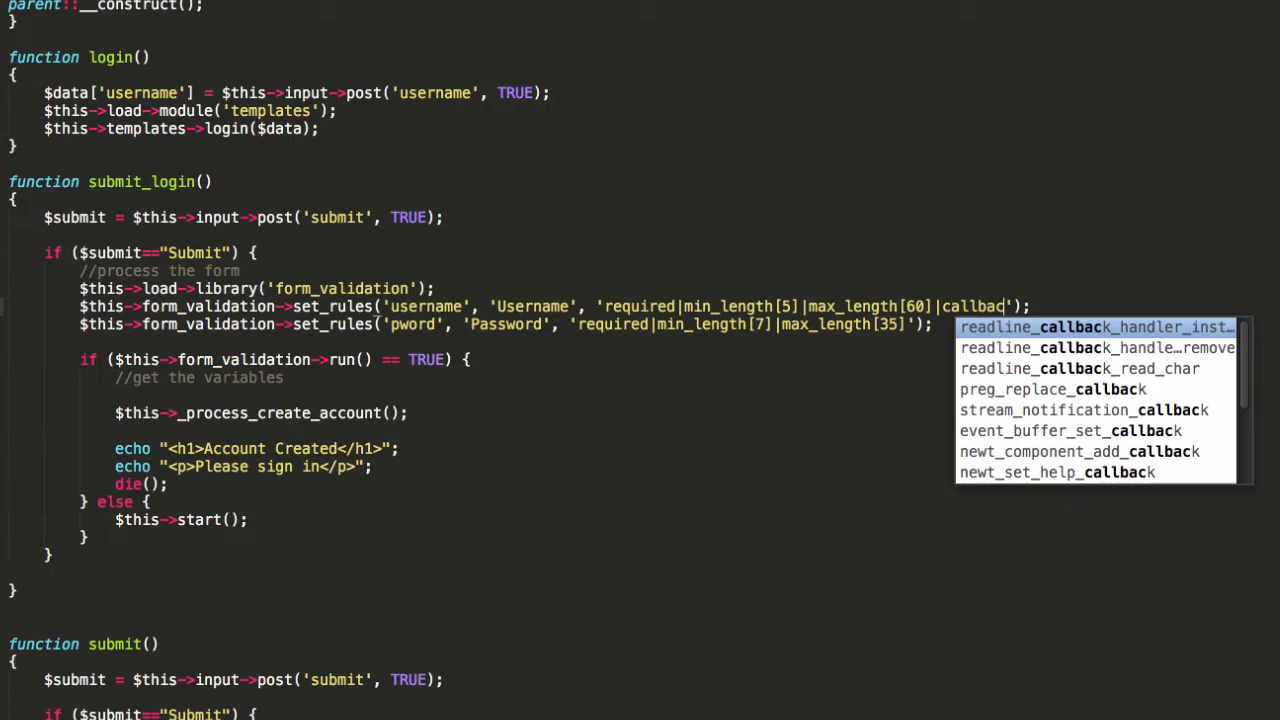 parent::__construct();
}
function login()
{
$data['username'] = $this->input->post('username', TRUE);
$this->load->module('templates');
$this->templates->login($data);
}
function submit_login()
{
$submit = $this->input->post('submit', TRUE);
if ($submit=="Submit") {
//process the form
$this->load->library('form_validation');
$this->form_validation->set_rules('username', 'Username', 'required|min_length[5]|max_length[60]|callbac');
$this->form_validation->set_rules('pword', 'Password', 'required|min_length[7]|max_length[35]');
readline_callback_handler_inst…
readline_callback_handle…remove
readline_callback_read_char
preg_replace_callback
stream_notification_callback
event_buffer_set_callback
newt_component_add_callback
newt_set_help_callback
if ($this->form_validation->run() == TRUE) {
//get the variables
$this->_process_create_account();
echo "<h1>Account Created</h1>";
echo "<p>Please sign in</p>";
die();
} else {
$this->start();
}
}
}
function submit()
{
$submit = $this->input->post('submit', TRUE);
if ($submit=="Submit") {